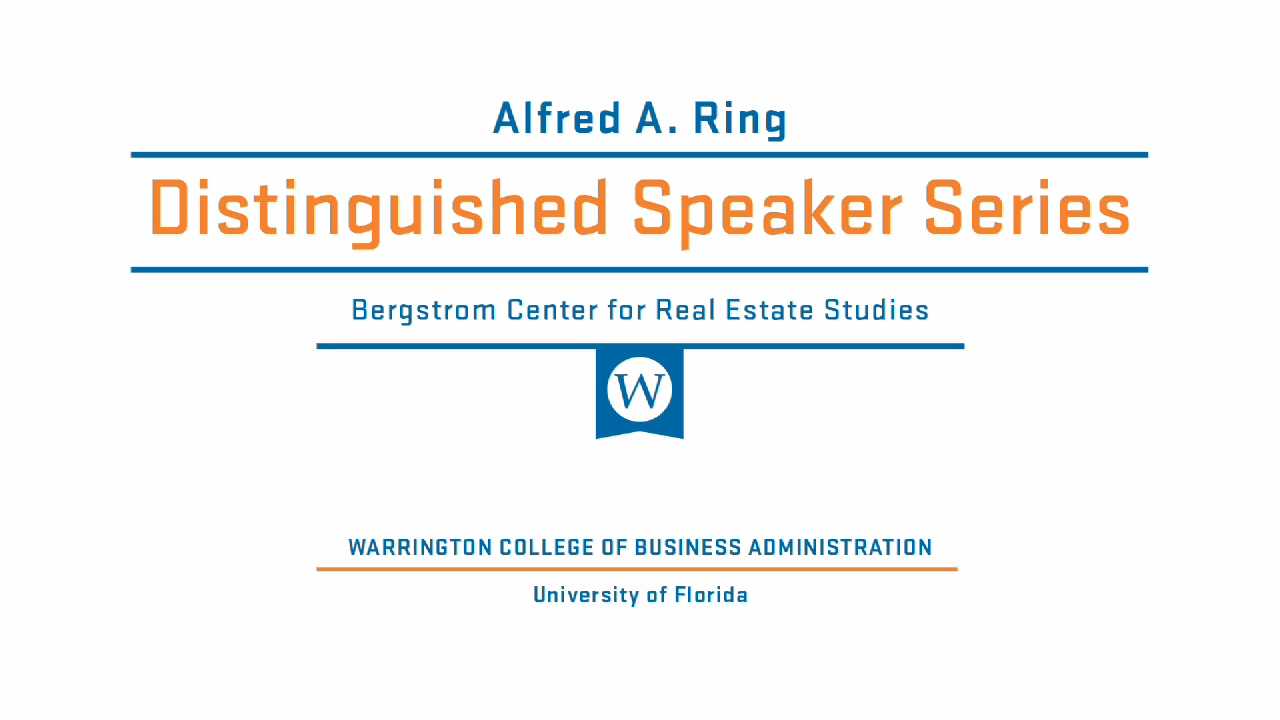 Alfred A. Ring
Distinguished Speaker Series
Bergstrom Center for Real Estate Studies
W
WARRINGTON COLLEGE OF BUSINESS ADMINISTRATION
University of Florida